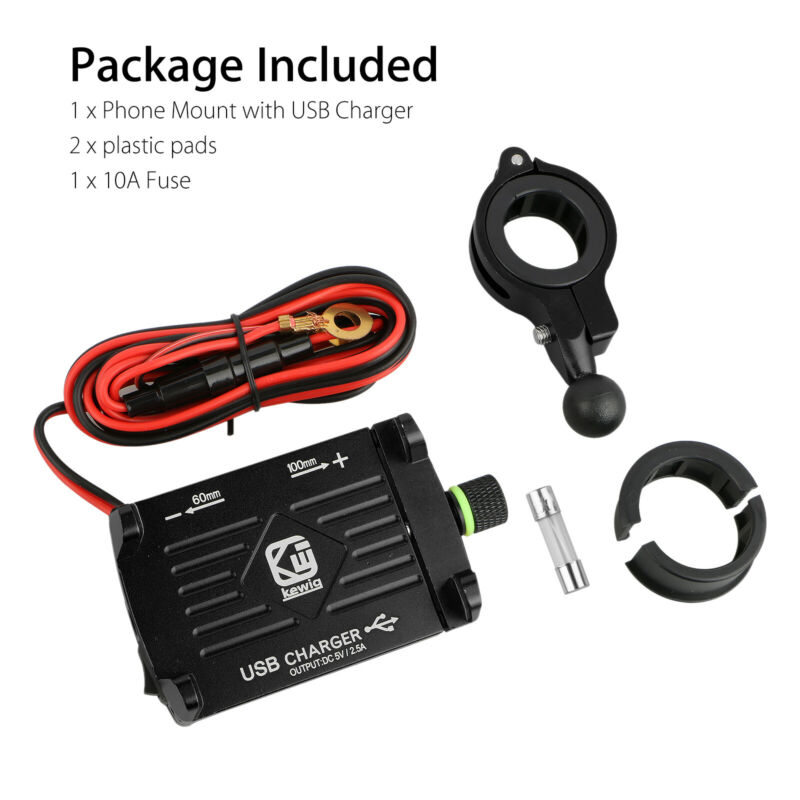 Package Included
1 x Phone Mount with USB Charger
2 x plastic pads
1 x 10A Fuse
60mm
100mm
kewig
USB CHARGER
OUTPUT:DC 5V / 2.5A